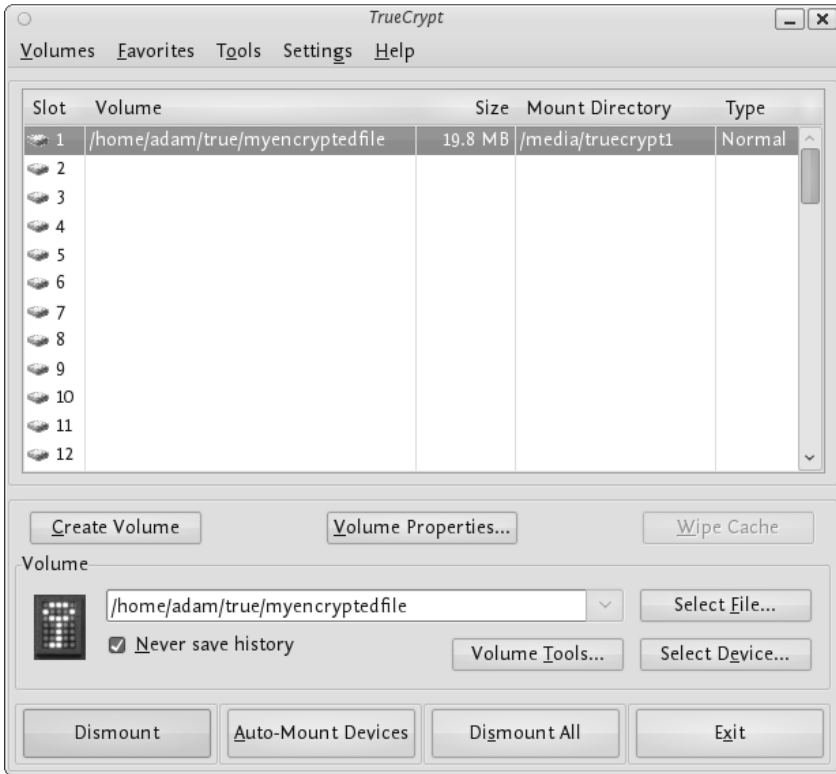 TrueCrypt
Volumes Favorites Tools Settings Help
Slot Volume Size Mount Directory Type
1 /home/adam/true/myencryptedfile 19.8 MB /media/truecrypt1 Normal
2
3
4
5
6
7
8
9
10
11
12
Create Volume Volume Properties... Wipe Cache
Volume
/home/adam/true/myencryptedfile Select File...
Never save history
Volume Tools... Select Device...
Dismount Auto-Mount Devices Dismount All Exit